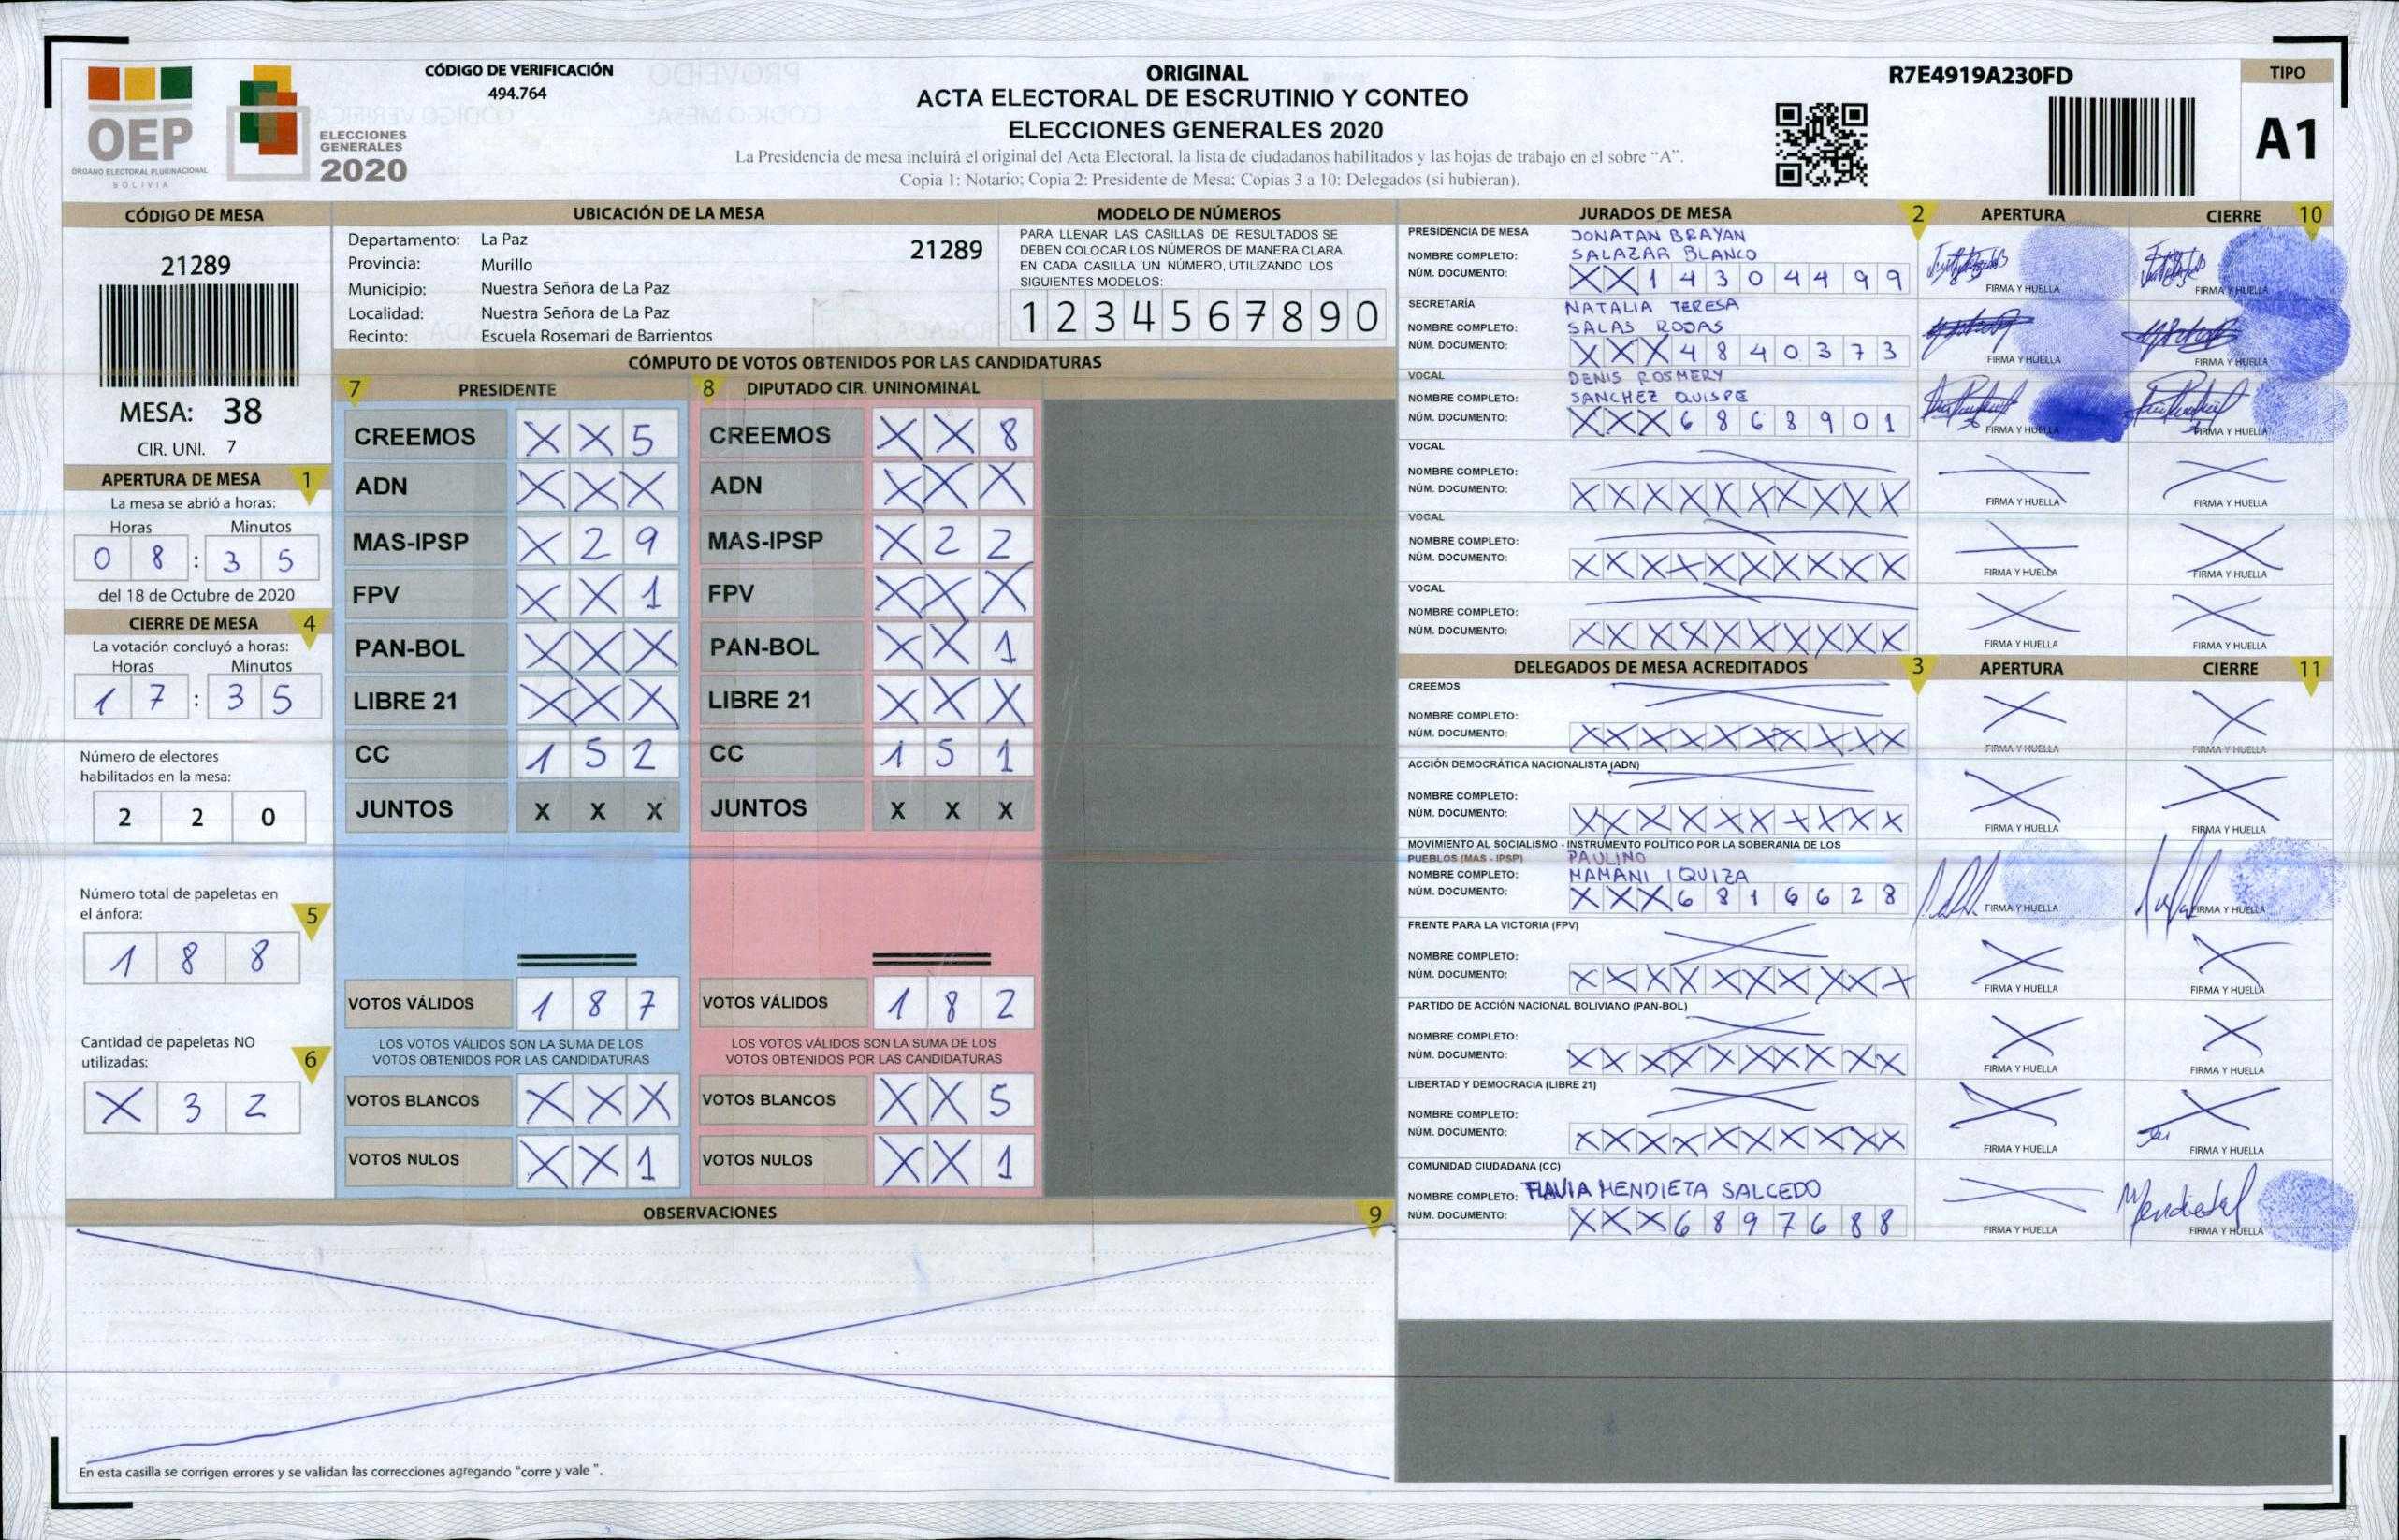 OEP
ÓRGANO ELECTORAL PLURINACIONAL
BOLIVIA
ELECCIONES
GENERALES
2020
CÓDIGO DE VERIFICACIÓN
494.764
ORIGINAL
ACTA ELECTORAL DE ESCRUTINIO Y CONTEO
ELECCIONES GENERALES 2020
La Presidencia de mesa incluirá el original del Acta Electoral, la lista de ciudadanos habilitados y las hojas de trabajo en el sobre “A”.
Copia 1: Notario; Copia 2: Presidente de Mesa; Copias 3 a 10: Delegados (si hubieran).
R7E4919A230FD
TIPO
A1
CÓDIGO DE MESA
21289
MESA: 38
CIR. UNI. 7
APERTURA DE MESA 1
La mesa se abrió a horas:
Horas Minutos
0 8 : 3 5
del 18 de Octubre de 2020
CIERRE DE MESA 4
La votación concluyó a horas:
Horas Minutos
1 7 : 3 5
Número de electores
habilitados en la mesa:
2 2 0
Número total de papeletas en
el ánfora:
5
1 8 8
Cantidad de papeletas NO
utilizadas:
6
X 3 2
UBICACIÓN DE LA MESA
Departamento: La Paz
21289
Provincia: Murillo
Municipio: Nuestra Señora de La Paz
Localidad: Nuestra Señora de La Paz
Recinto: Escuela Rosemari de Barrientos
MODELO DE NÚMEROS
PARA LLENAR LAS CASILLAS DE RESULTADOS SE
DEBEN COLOCAR LOS NÚMEROS DE MANERA CLARA.
EN CADA CASILLA UN NÚMERO, UTILIZANDO LOS
SIGUIENTES MODELOS:
1 2 3 4 5 6 7 8 9 0
CÓMPUTO DE VOTOS OBTENIDOS POR LAS CANDIDATURAS
7 PRESIDENTE
CREEMOS X X 5
ADN X X X
MAS-IPSP X 2 9
FPV X X 1
PAN-BOL X X X
LIBRE 21 X X X
CC 1 5 2
JUNTOS X X X
VOTOS VÁLIDOS 1 8 7
LOS VOTOS VÁLIDOS SON LA SUMA DE LOS
VOTOS OBTENIDOS POR LAS CANDIDATURAS
VOTOS BLANCOS X X X
VOTOS NULOS X X 1
8 DIPUTADO CIR. UNINOMINAL
CREEMOS X X 8
ADN X X X
MAS-IPSP X 2 2
FPV X X X
PAN-BOL X X 1
LIBRE 21 X X X
CC 1 5 1
JUNTOS X X X
VOTOS VÁLIDOS 1 8 2
LOS VOTOS VÁLIDOS SON LA SUMA DE LOS
VOTOS OBTENIDOS POR LAS CANDIDATURAS
VOTOS BLANCOS X X 5
VOTOS NULOS X X 1
OBSERVACIONES 9
En esta casilla se corrigen errores y se validan las correcciones agregando "corre y vale ".
JURADOS DE MESA 2 APERTURA CIERRE 10
PRESIDENCIA DE MESA JONATAN BRAYAN
NOMBRE COMPLETO: SALAZAR BLANCO
NÚM. DOCUMENTO: X X 1 4 3 0 4 4 9 9
FIRMA Y HUELLA FIRMA Y HUELLA
SECRETARÍA NATALIA TERESA
NOMBRE COMPLETO: SALAS ROJAS
NÚM. DOCUMENTO: X X X 4 8 4 0 3 7 3
FIRMA Y HUELLA FIRMA Y HUELLA
VOCAL DENIS ROSMERY
NOMBRE COMPLETO: SANCHEZ QUISPE
NÚM. DOCUMENTO: X X X 6 8 6 8 9 0 1
FIRMA Y HUELLA FIRMA Y HUELLA
VOCAL
NOMBRE COMPLETO:
NÚM. DOCUMENTO: X X X X X X X X X X
FIRMA Y HUELLA FIRMA Y HUELLA
VOCAL
NOMBRE COMPLETO:
NÚM. DOCUMENTO: X X X X X X X X X X
FIRMA Y HUELLA FIRMA Y HUELLA
VOCAL
NOMBRE COMPLETO:
NÚM. DOCUMENTO: X X X X X X X X X X
FIRMA Y HUELLA FIRMA Y HUELLA
DELEGADOS DE MESA ACREDITADOS 3 APERTURA CIERRE 11
CREEMOS
NOMBRE COMPLETO:
NÚM. DOCUMENTO: X X X X X X X X X X
FIRMA Y HUELLA FIRMA Y HUELLA
ACCIÓN DEMOCRÁTICA NACIONALISTA (ADN)
NOMBRE COMPLETO:
NÚM. DOCUMENTO: X X X X X X X X X X
FIRMA Y HUELLA FIRMA Y HUELLA
MOVIMIENTO AL SOCIALISMO - INSTRUMENTO POLÍTICO POR LA SOBERANIA DE LOS
PUEBLOS (MAS - IPSP) PAULINO
NOMBRE COMPLETO: MAMANI IQUIZA
NÚM. DOCUMENTO: X X X 6 8 1 6 6 2 8
FIRMA Y HUELLA FIRMA Y HUELLA
FRENTE PARA LA VICTORIA (FPV)
NOMBRE COMPLETO:
NÚM. DOCUMENTO: X X X X X X X X X X
FIRMA Y HUELLA FIRMA Y HUELLA
PARTIDO DE ACCIÓN NACIONAL BOLIVIANO (PAN-BOL)
NOMBRE COMPLETO:
NÚM. DOCUMENTO: X X X X X X X X X X
FIRMA Y HUELLA FIRMA Y HUELLA
LIBERTAD Y DEMOCRACIA (LIBRE 21)
NOMBRE COMPLETO:
NÚM. DOCUMENTO: X X X X X X X X X X
FIRMA Y HUELLA FIRMA Y HUELLA
COMUNIDAD CIUDADANA (CC)
NOMBRE COMPLETO: FLAVIA MENDIETA SALCEDO
NÚM. DOCUMENTO: X X X 6 8 9 7 6 8 8
FIRMA Y HUELLA FIRMA Y HUELLA